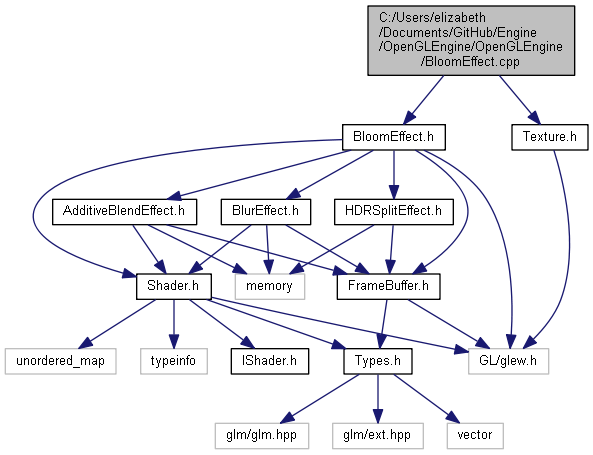 C:/Users/elizabeth
/Documents/GitHub/Engine
/OpenGLEngine/OpenGLEngine
/BloomEffect.cpp
BloomEffect.h
Texture.h
AdditiveBlendEffect.h
BlurEffect.h
HDRSplitEffect.h
Shader.h
memory
FrameBuffer.h
unordered_map
typeinfo
IShader.h
Types.h
GL/glew.h
glm/glm.hpp
glm/ext.hpp
vector